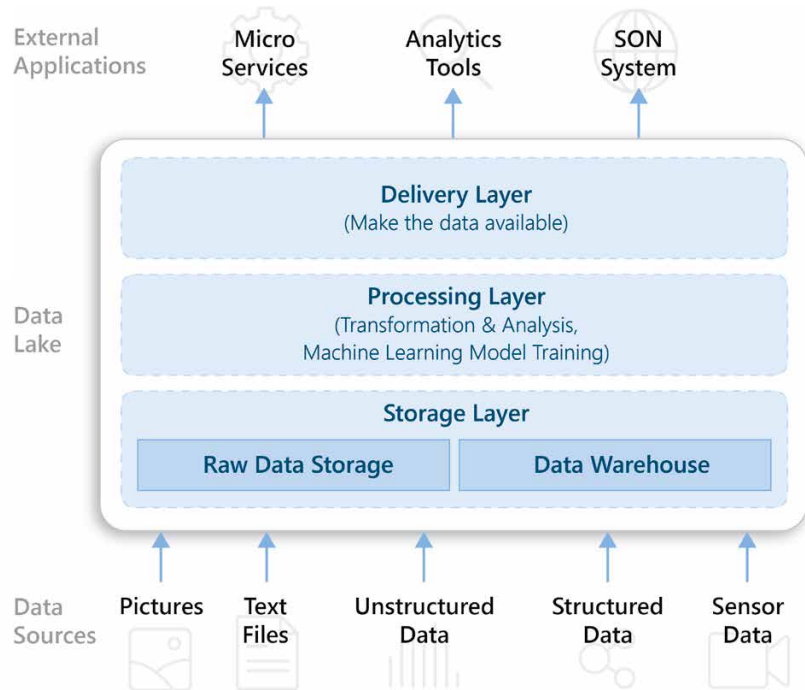 External
Applications
Micro
Services
Analytics
Tools
SON
System
Data
Lake
Delivery Layer
(Make the data available)
Processing Layer
(Transformation & Analysis,
Machine Learning Model Training)
Storage Layer
Raw Data Storage
Data Warehouse
Data
Sources
Pictures
Text
Files
Unstructured
Data
Structured
Data
Sensor
Data